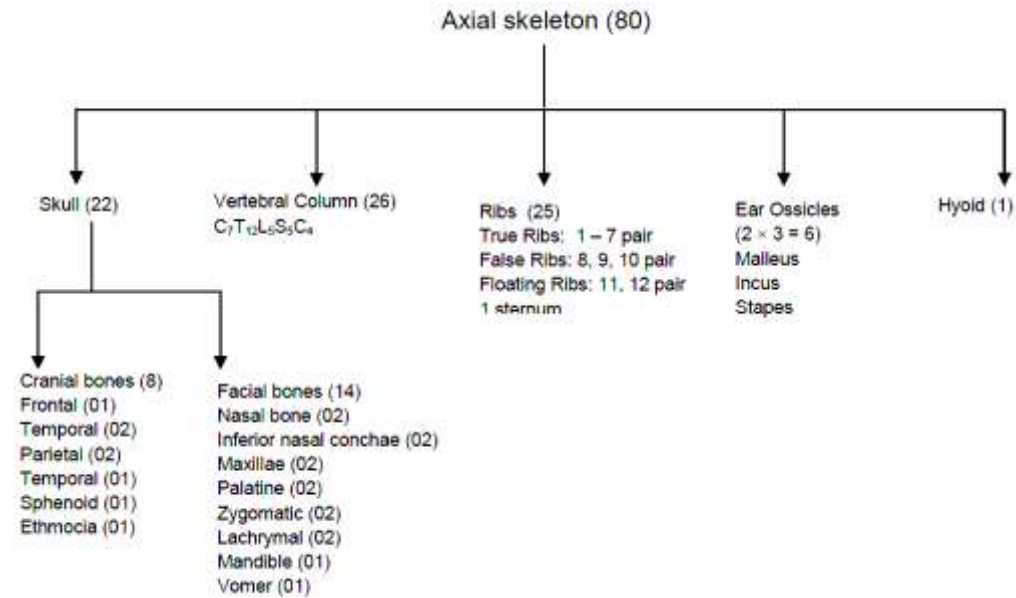 Axial skeleton (80)
Skull (22)
Vertebral Column (26)
C₇T₁₂L₅S₅C₄
Ribs (25)
True Ribs: 1 – 7 pair
False Ribs: 8, 9, 10 pair
Floating Ribs: 11, 12 pair
1 sternum
Ear Ossicles
(2 × 3 = 6)
Malleus
Incus
Stapes
Hyoid (1)
Cranial bones (8)
Frontal (01)
Temporal (02)
Parietal (02)
Temporal (01)
Sphenoid (01)
Ethmocia (01)
Facial bones (14)
Nasal bone (02)
Inferior nasal conchae (02)
Maxillae (02)
Palatine (02)
Zygomatic (02)
Lachrymal (02)
Mandible (01)
Vomer (01)